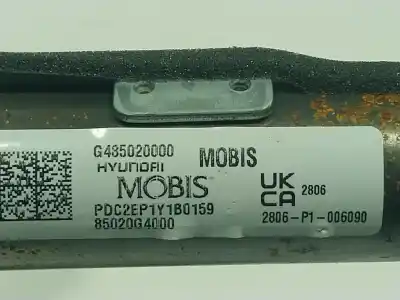 G485020000 MOBIS
HYUNDAI
MOBIS
UK
CA 2806
PDC2EP1Y1B0159
2806-P1-006090
85020G4000